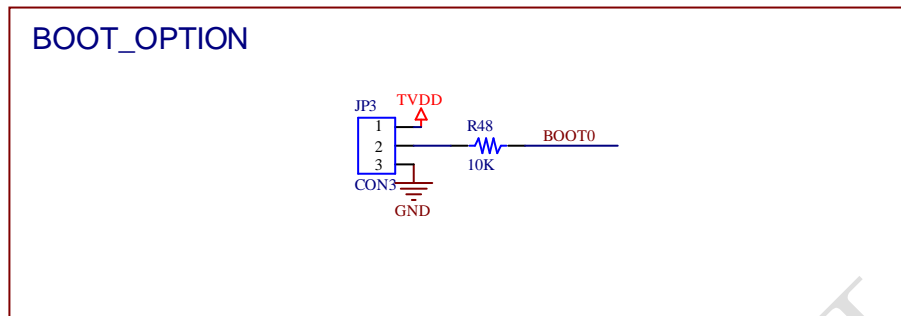 BOOT_OPTION
JP3
TVDD
1
2
3
R48
10K
BOOT0
CON3
GND